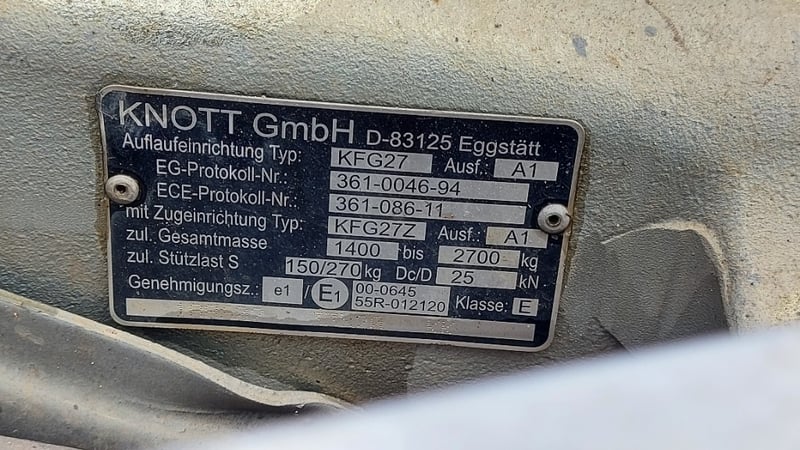 KNOTT GmbH D-83125 Eggstätt
Auflaufeinrichtung Typ: KFG27 Ausf.: A1
EG-Protokoll-Nr.: 361-0046-94
ECE-Protokoll-Nr.: 361-086-11
mit Zugeinrichtung Typ: KFG27Z Ausf.: A1
zul. Gesamtmasse 1400 bis 2700 kg
zul. Stützlast S 150/270 kg Dc/D 25 kN
Genehmigungsz.: e1 / E1 00-0645 Klasse: E
55R-012120